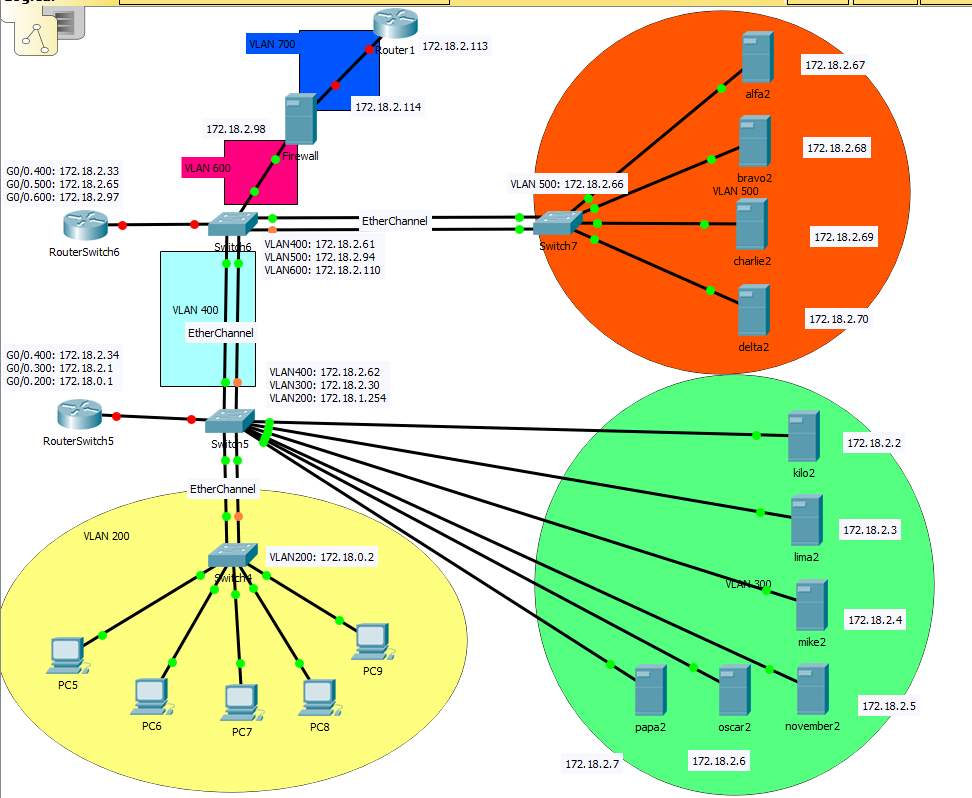 VLAN 700
Router1
172.18.2.113
172.18.2.114
172.18.2.98
Firewall
VLAN 600
G0/0.400: 172.18.2.33
G0/0.500: 172.18.2.65
G0/0.600: 172.18.2.97
RouterSwitch6
Switch6
EtherChannel
VLAN400: 172.18.2.61
VLAN500: 172.18.2.94
VLAN600: 172.18.2.110
VLAN 500: 172.18.2.66
Switch7
172.18.2.67
alfa2
172.18.2.68
bravo2
VLAN 500
172.18.2.69
charlie2
172.18.2.70
delta2
VLAN 400
EtherChannel
G0/0.400: 172.18.2.34
G0/0.300: 172.18.2.1
G0/0.200: 172.18.0.1
VLAN400: 172.18.2.62
VLAN300: 172.18.2.30
VLAN200: 172.18.1.254
RouterSwitch5
Switch5
172.18.2.2
kilo2
172.18.2.3
lima2
VLAN 300
172.18.2.4
mike2
172.18.2.5
november2
172.18.2.6
oscar2
172.18.2.7
papa2
EtherChannel
VLAN 200
VLAN200: 172.18.0.2
Switch4
PC5
PC6
PC7
PC8
PC9